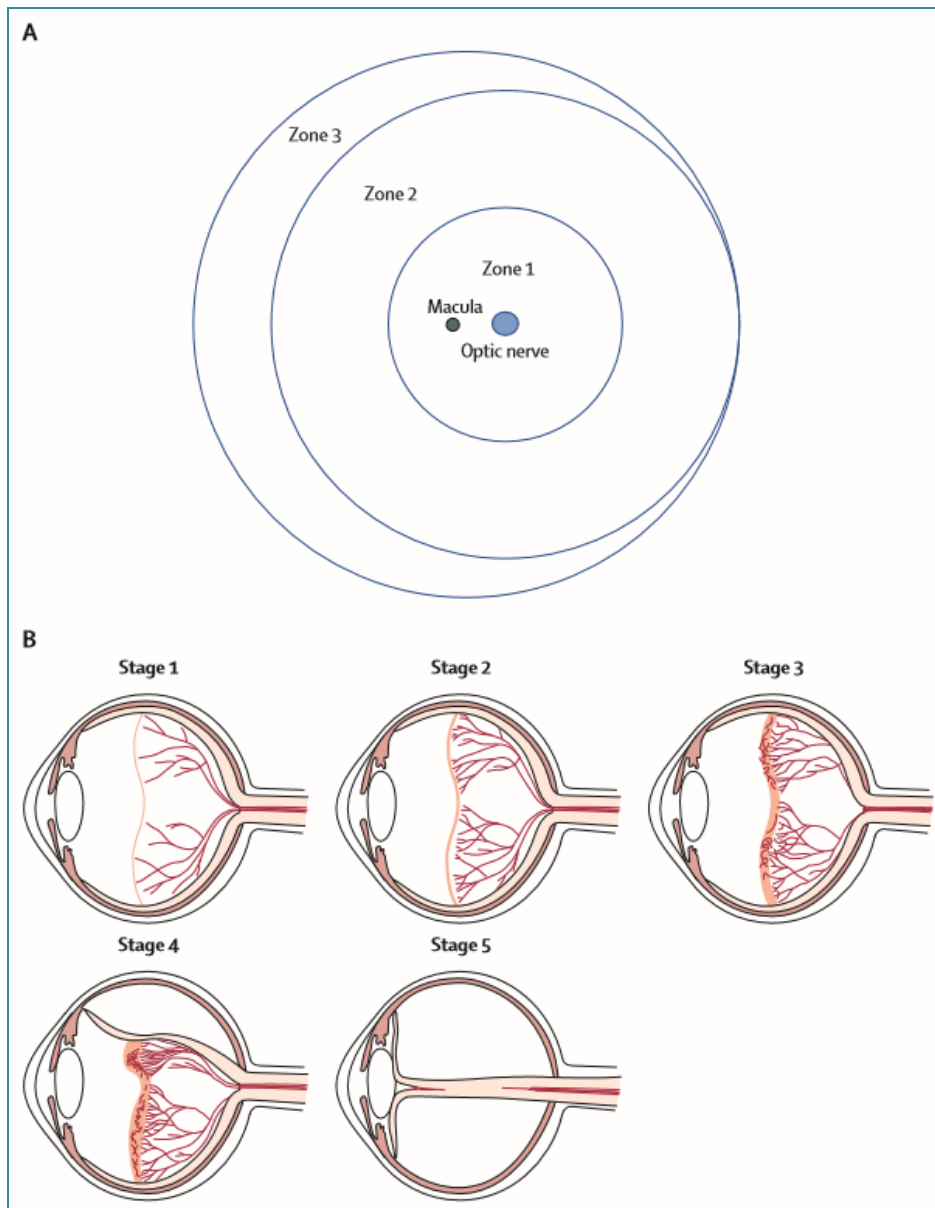 A
Zone 3
Zone 2
Zone 1
Macula
Optic nerve
B
Stage 1
Stage 2
Stage 3
Stage 4
Stage 5